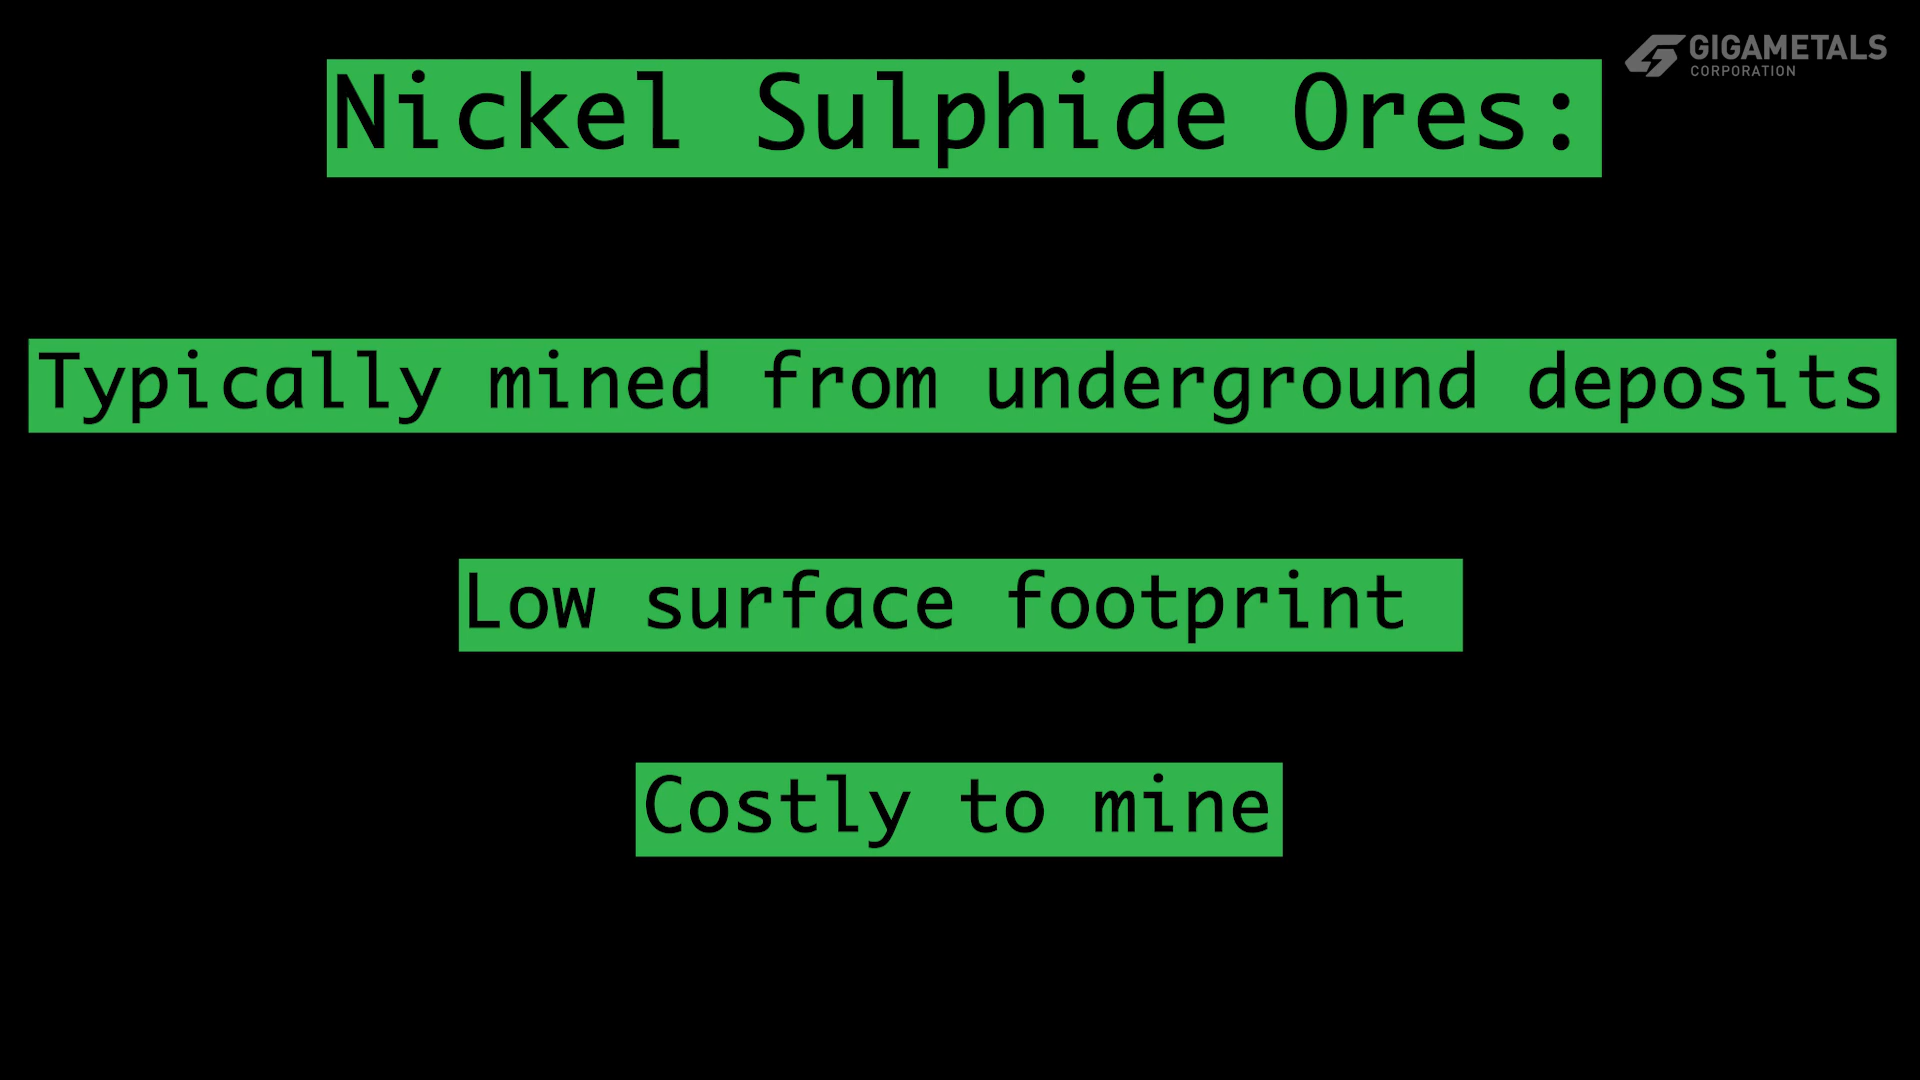 GIGAMETALS
CORPORATION
Nickel Sulphide Ores:
Typically mined from underground deposits
Low surface footprint
Costly to mine